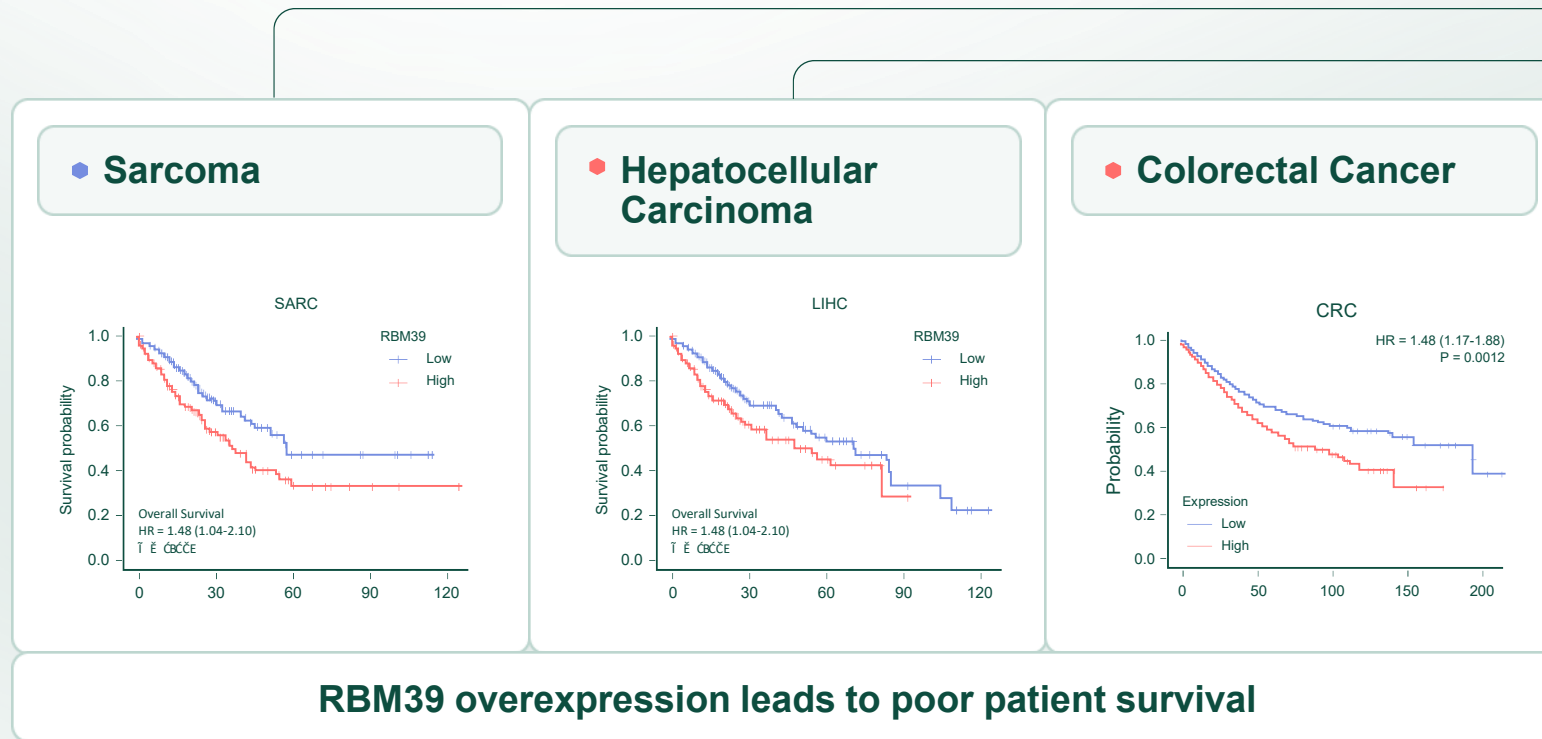 Sarcoma
Hepatocellular
Carcinoma
Colorectal Cancer
SARC
RBM39
Low
High
Survival probability
1.0
0.8
0.6
0.4
0.2
0.0
Overall Survival
HR = 1.48 (1.04-2.10)
0
30
60
90
120
LIHC
RBM39
Low
High
Survival probability
1.0
0.8
0.6
0.4
0.2
0.0
Overall Survival
HR = 1.48 (1.04-2.10)
0
30
60
90
120
CRC
HR = 1.48 (1.17-1.88)
P = 0.0012
Probability
1.0
0.8
0.6
0.4
0.2
0.0
Expression
Low
High
0
50
100
150
200
RBM39 overexpression leads to poor patient survival